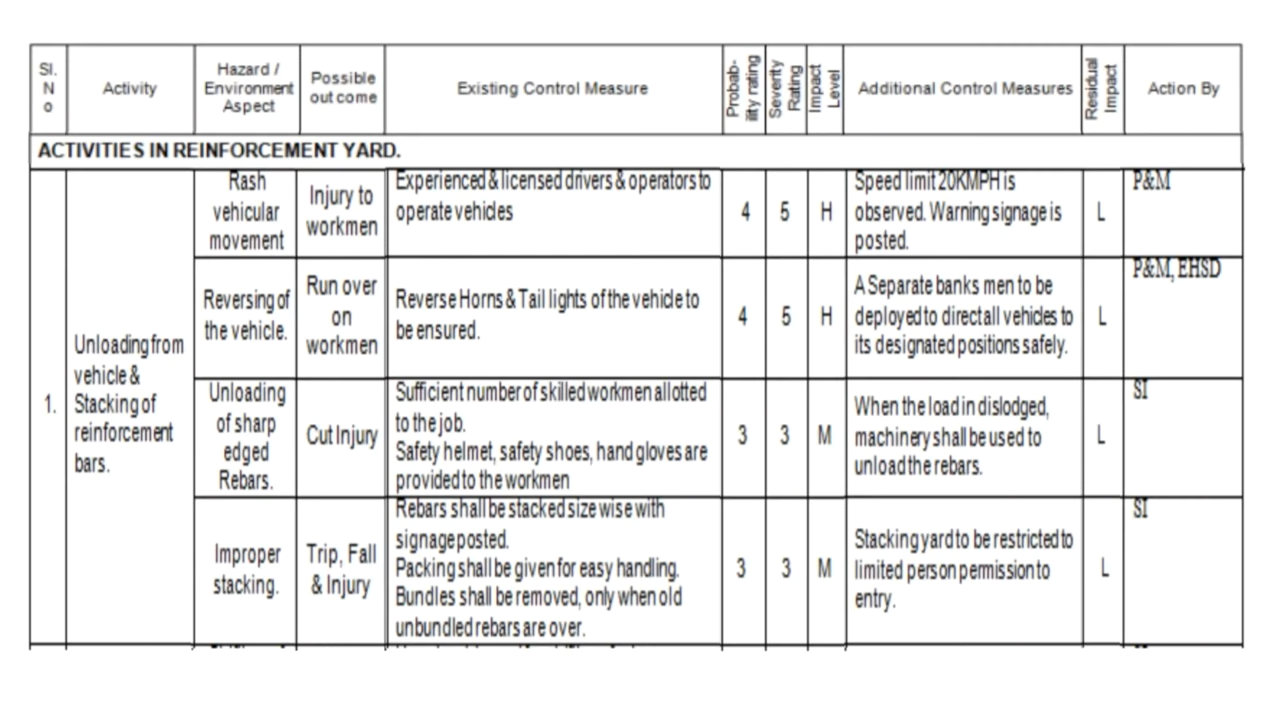 Sl.
N
o
Activity
Hazard /
Environment
Aspect
Possible
out come
Existing Control Measure
Probab-
ility rating
Severity
Rating
Impact
Level
Additional Control Measures
Residual
Impact
Action By
ACTIVITIES IN REINFORCEMENT YARD.
1.
Unloading from
vehicle &
Stacking of
reinforcement
bars.
Rash
vehicular
movement
Injury to
workmen
Experienced & licensed drivers & operators to
operate vehicles
4
5
H
Speed limit 20KMPH is
observed. Warning signage is
posted.
L
P&M
Reversing of
the vehicle.
Run over
on
workmen
Reverse Horns & Tail lights of the vehicle to
be ensured.
4
5
H
A Separate banks men to be
deployed to direct all vehicles to
its designated positions safely.
L
P&M, EHSD
Unloading
of sharp
edged
Rebars.
Cut Injury
Sufficient number of skilled workmen allotted
to the job.
Safety helmet, safety shoes, hand gloves are
provided to the workmen
3
3
M
When the load in dislodged,
machinery shall be used to
unload the rebars.
L
SI
Improper
stacking.
Trip, Fall
& Injury
Rebars shall be stacked size wise with
signage posted.
Packing shall be given for easy handling.
Bundles shall be removed, only when old
unbundled rebars are over.
3
3
M
Stacking yard to be restricted to
limited person permission to
entry.
L
SI